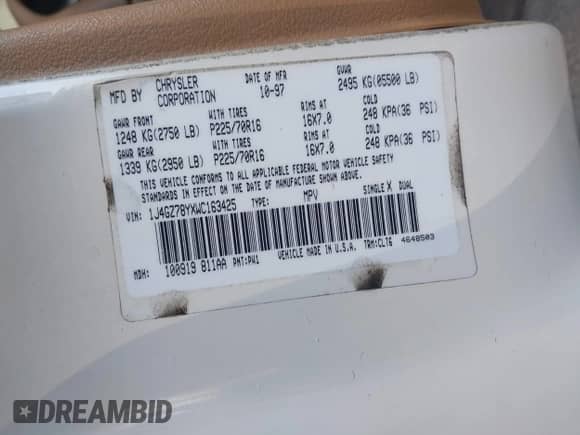 MFD BY CHRYSLER CORPORATION DATE OF MFR 10-97 GVWR 2495 KG(05500 LB)
GAWR FRONT WITH TIRES RIMS AT COLD
1248 KG(2750 LB) P225/70R16 16X7.0 248 KPA(36 PSI)
GAWR REAR WITH TIRES RIMS AT COLD
1339 KG(2950 LB) P225/70R16 16X7.0 248 KPA(36 PSI)
THIS VEHICLE CONFORMS TO ALL APPLICABLE FEDERAL MOTOR VEHICLE SAFETY
STANDARDS IN EFFECT ON THE DATE OF MANUFACTURE SHOWN ABOVE.
VIN: 1J4GZ78YXWC163425 TYPE: MPV SINGLE X DUAL
MDH: 100919 811AA PNT:PW1 VEHICLE MADE IN U.S.A. TRM:CLTG 4648503
DREAMBID